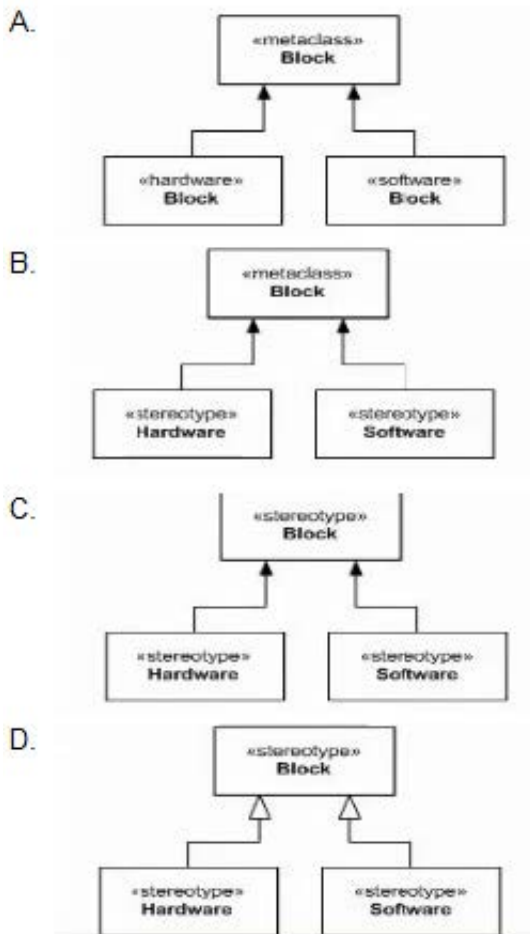 A.
«metaclass»
Block
«hardware»
Block
«software»
Block
B.
«metaclass»
Block
«stereotype»
Hardware
«stereotype»
Software
C.
«stereotype»
Block
«stereotype»
Hardware
«stereotype»
Software
D.
«stereotype»
Block
«stereotype»
Hardware
«stereotype»
Software